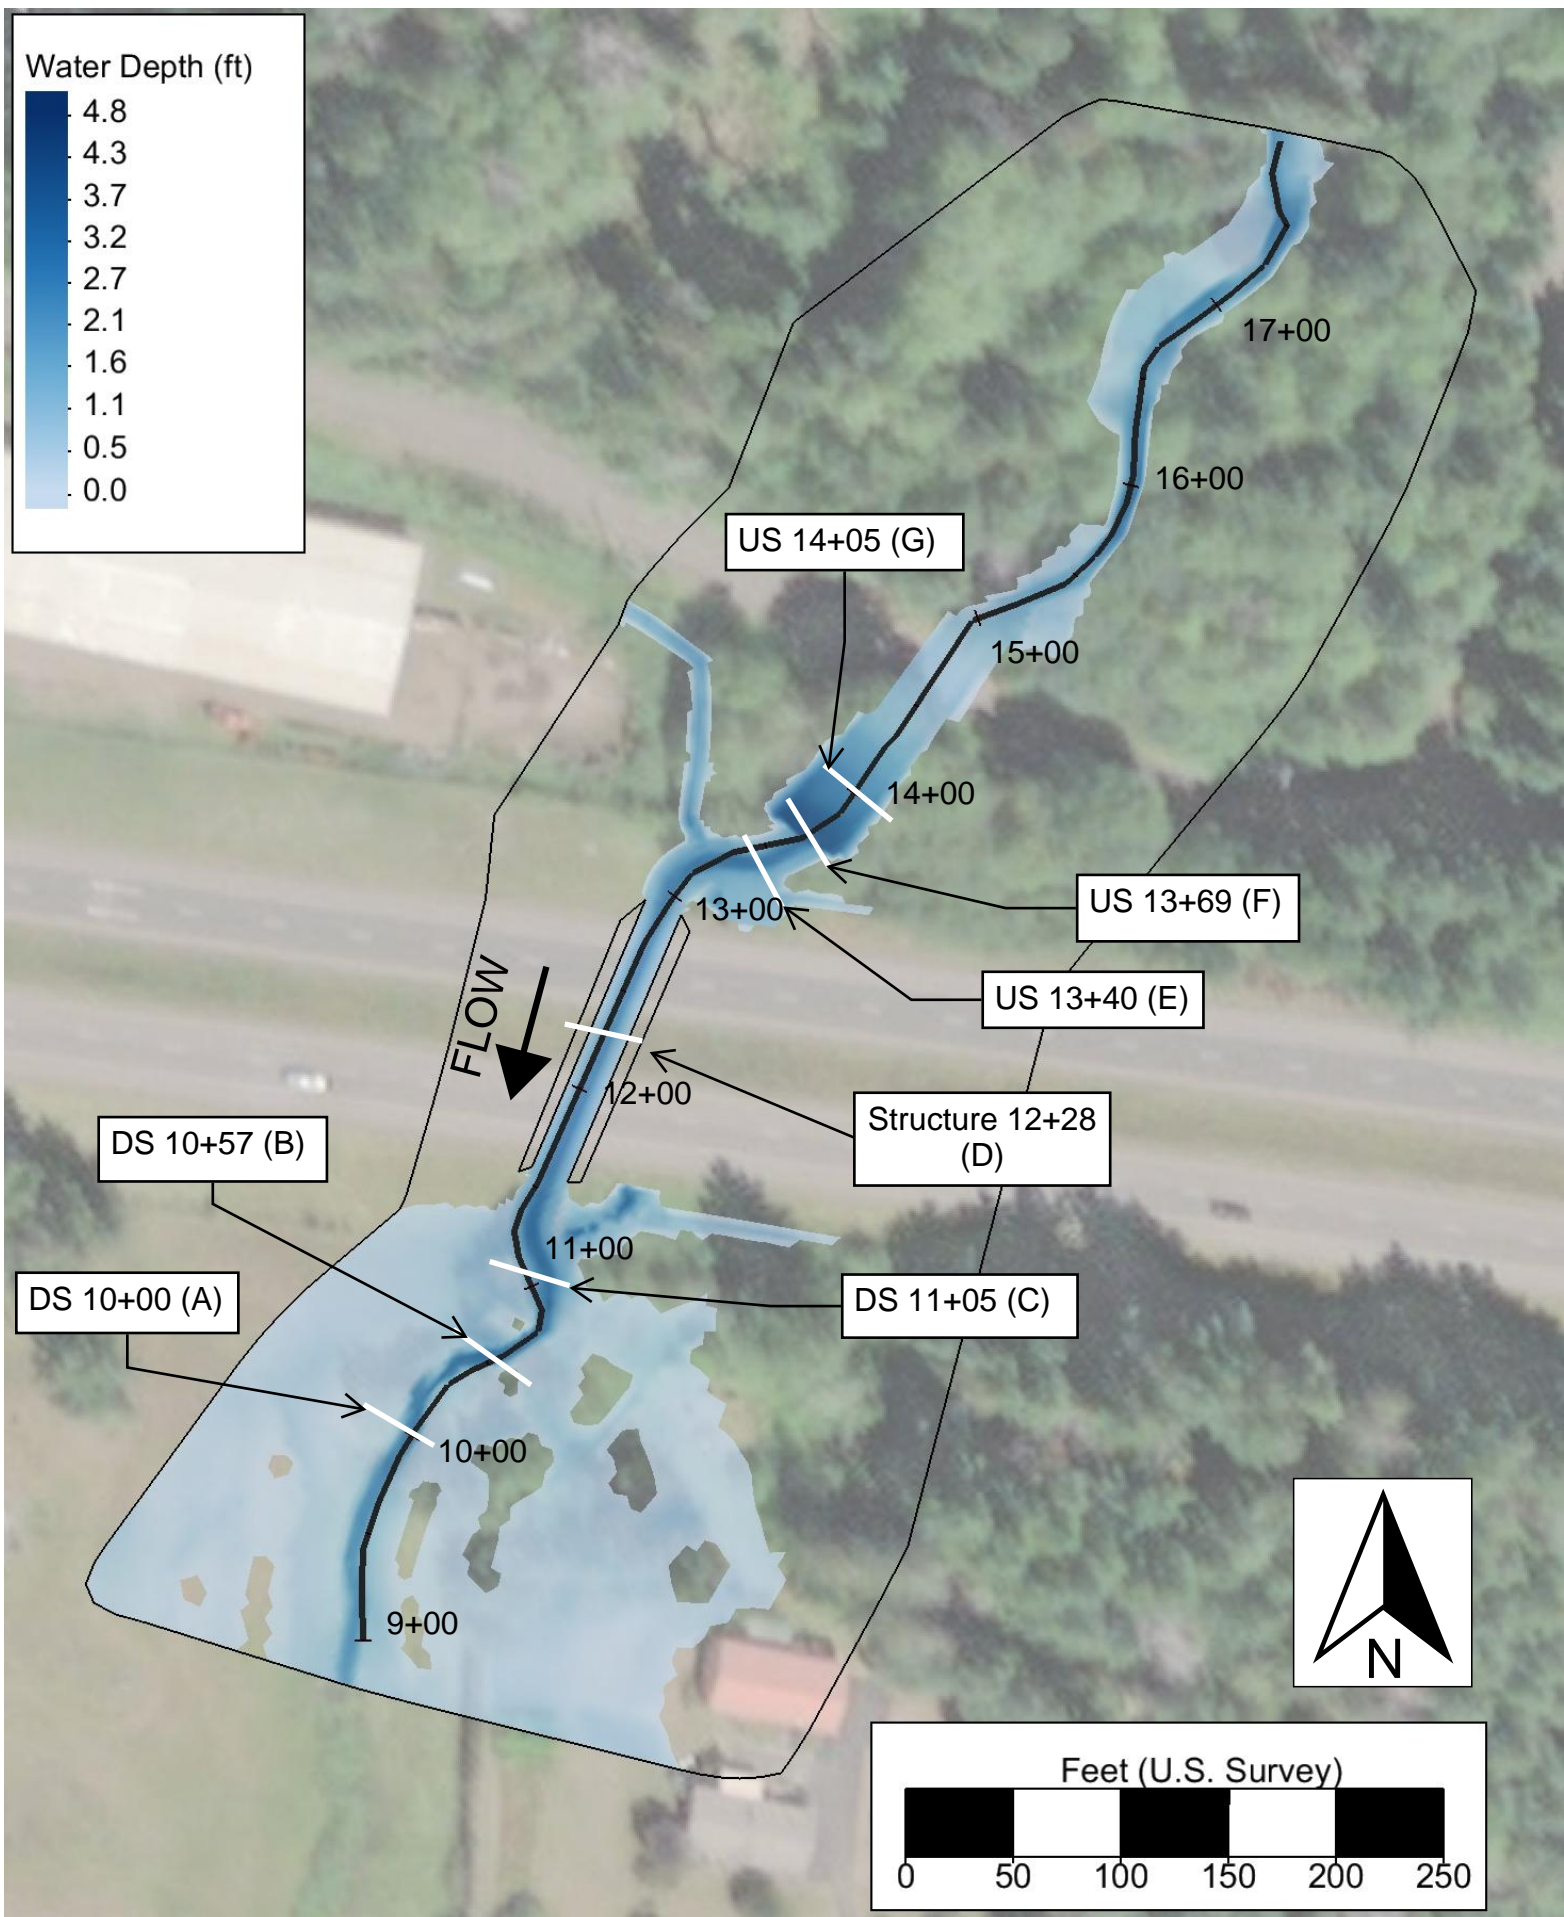 Water Depth (ft)
4.8
4.3
3.7
3.2
2.7
2.1
1.6
1.1
0.5
0.0
17+00
16+00
US 14+05 (G)
15+00
14+00
US 13+69 (F)
13+00
US 13+40 (E)
FLOW
12+00
Structure 12+28
(D)
DS 10+57 (B)
11+00
DS 10+00 (A)
DS 11+05 (C)
10+00
9+00
N
Feet (U.S. Survey)
0 50 100 150 200 250